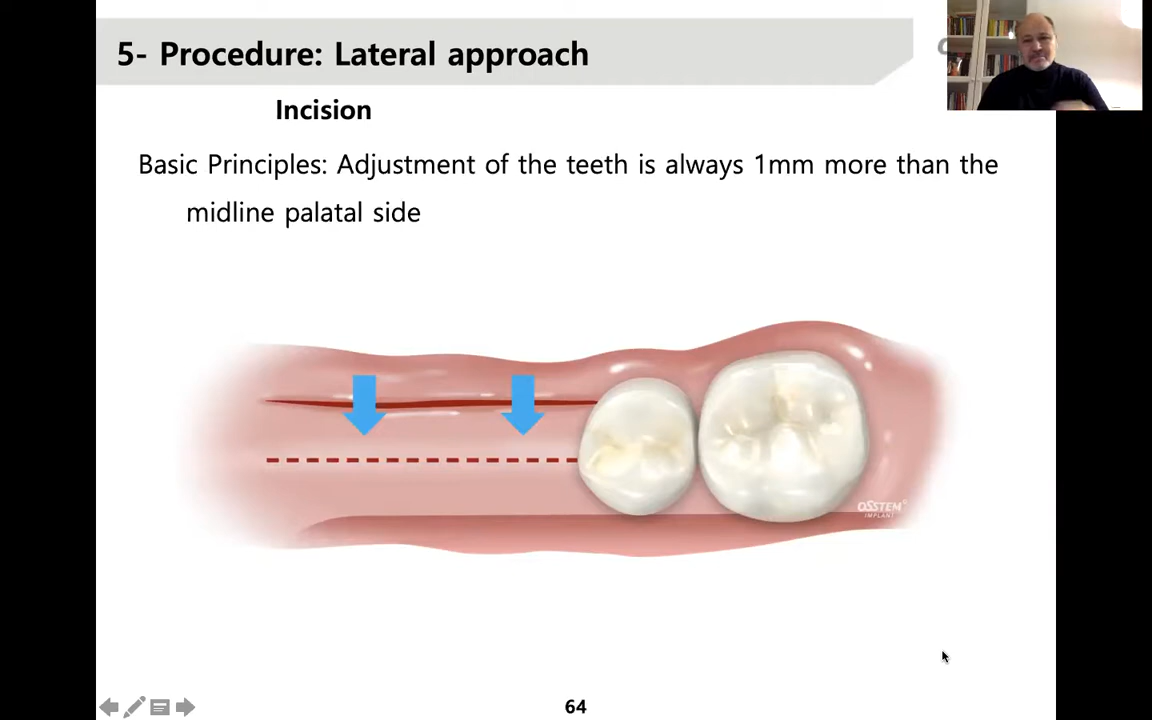 5- Procedure: Lateral approach
Incision
Basic Principles: Adjustment of the teeth is always 1mm more than the
midline palatal side
OSSTEM
IMPLANT
64